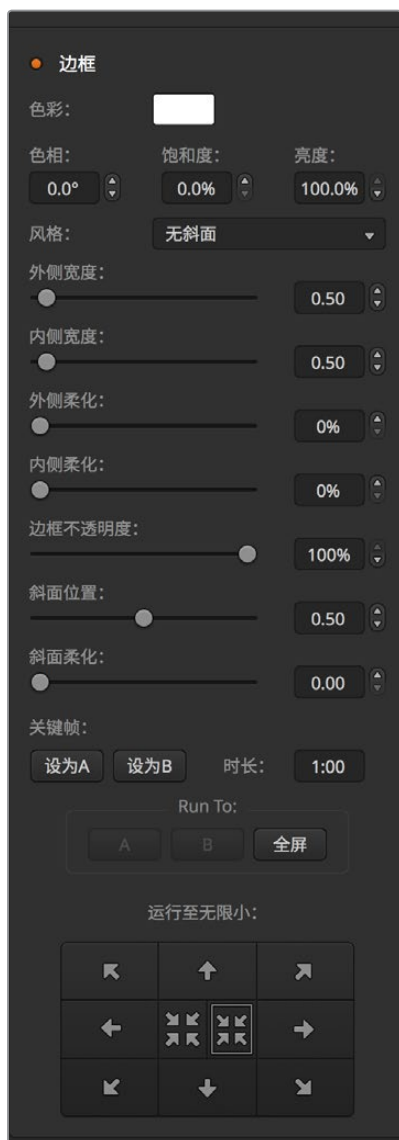 边框
色彩:
色相: 饱和度: 亮度:
0.0° 0.0% 100.0%
风格: 无斜面
外侧宽度:
0.50
内侧宽度:
0.50
外侧柔化:
0%
内侧柔化:
0%
边框不透明度:
100%
斜面位置:
0.50
斜面柔化:
0.00
关键帧:
设为A 设为B 时长: 1:00
Run To:
A B 全屏
运行至无限小: